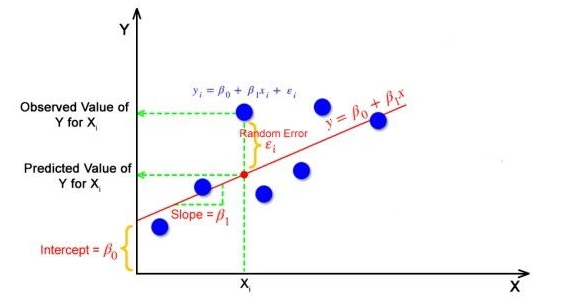 Y
yᵢ = β₀ + β₁xᵢ + εᵢ
Observed Value of
Y for Xᵢ
y = β₀ + β₁x
Random Error
εᵢ
Predicted Value of
Y for Xᵢ
Slope = β₁
Intercept = β₀
Xᵢ
X